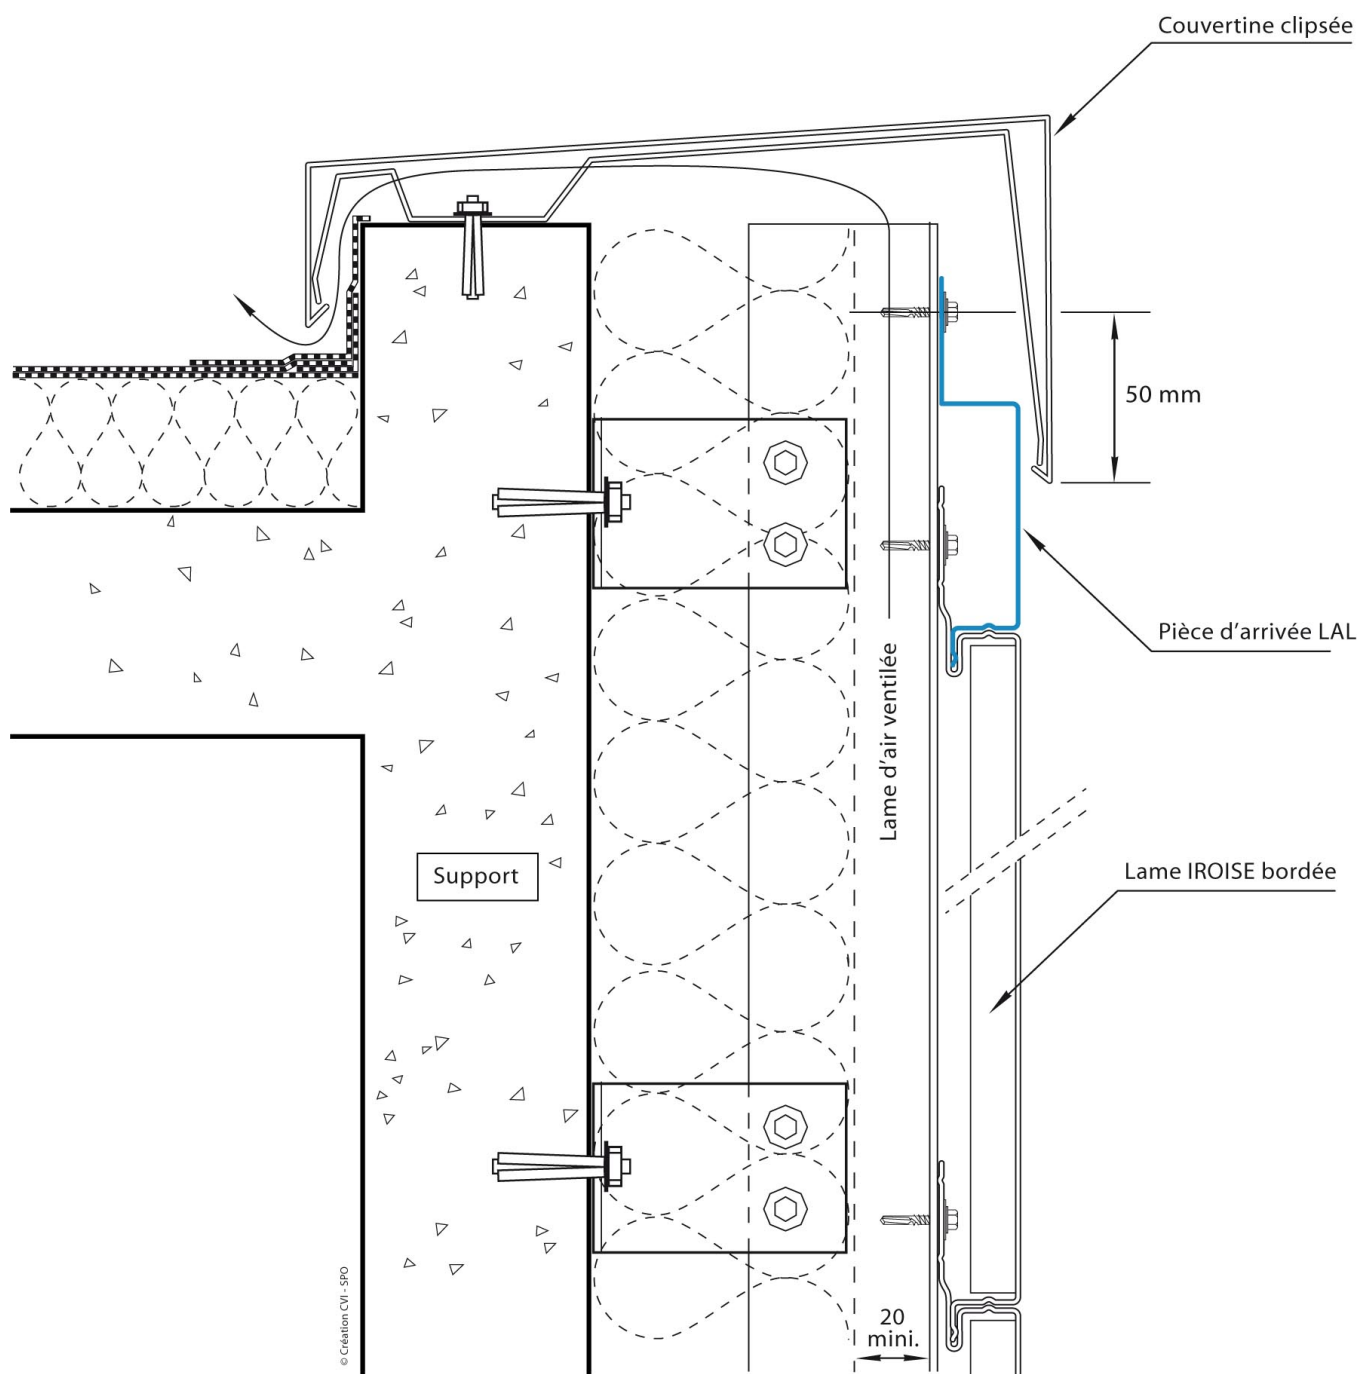 Couvertine clipsée
50 mm
Pièce d'arrivée LAL
Lame d'air ventilée
Support
Lame IROISE bordée
20
mini.
© Création CVI - SPO